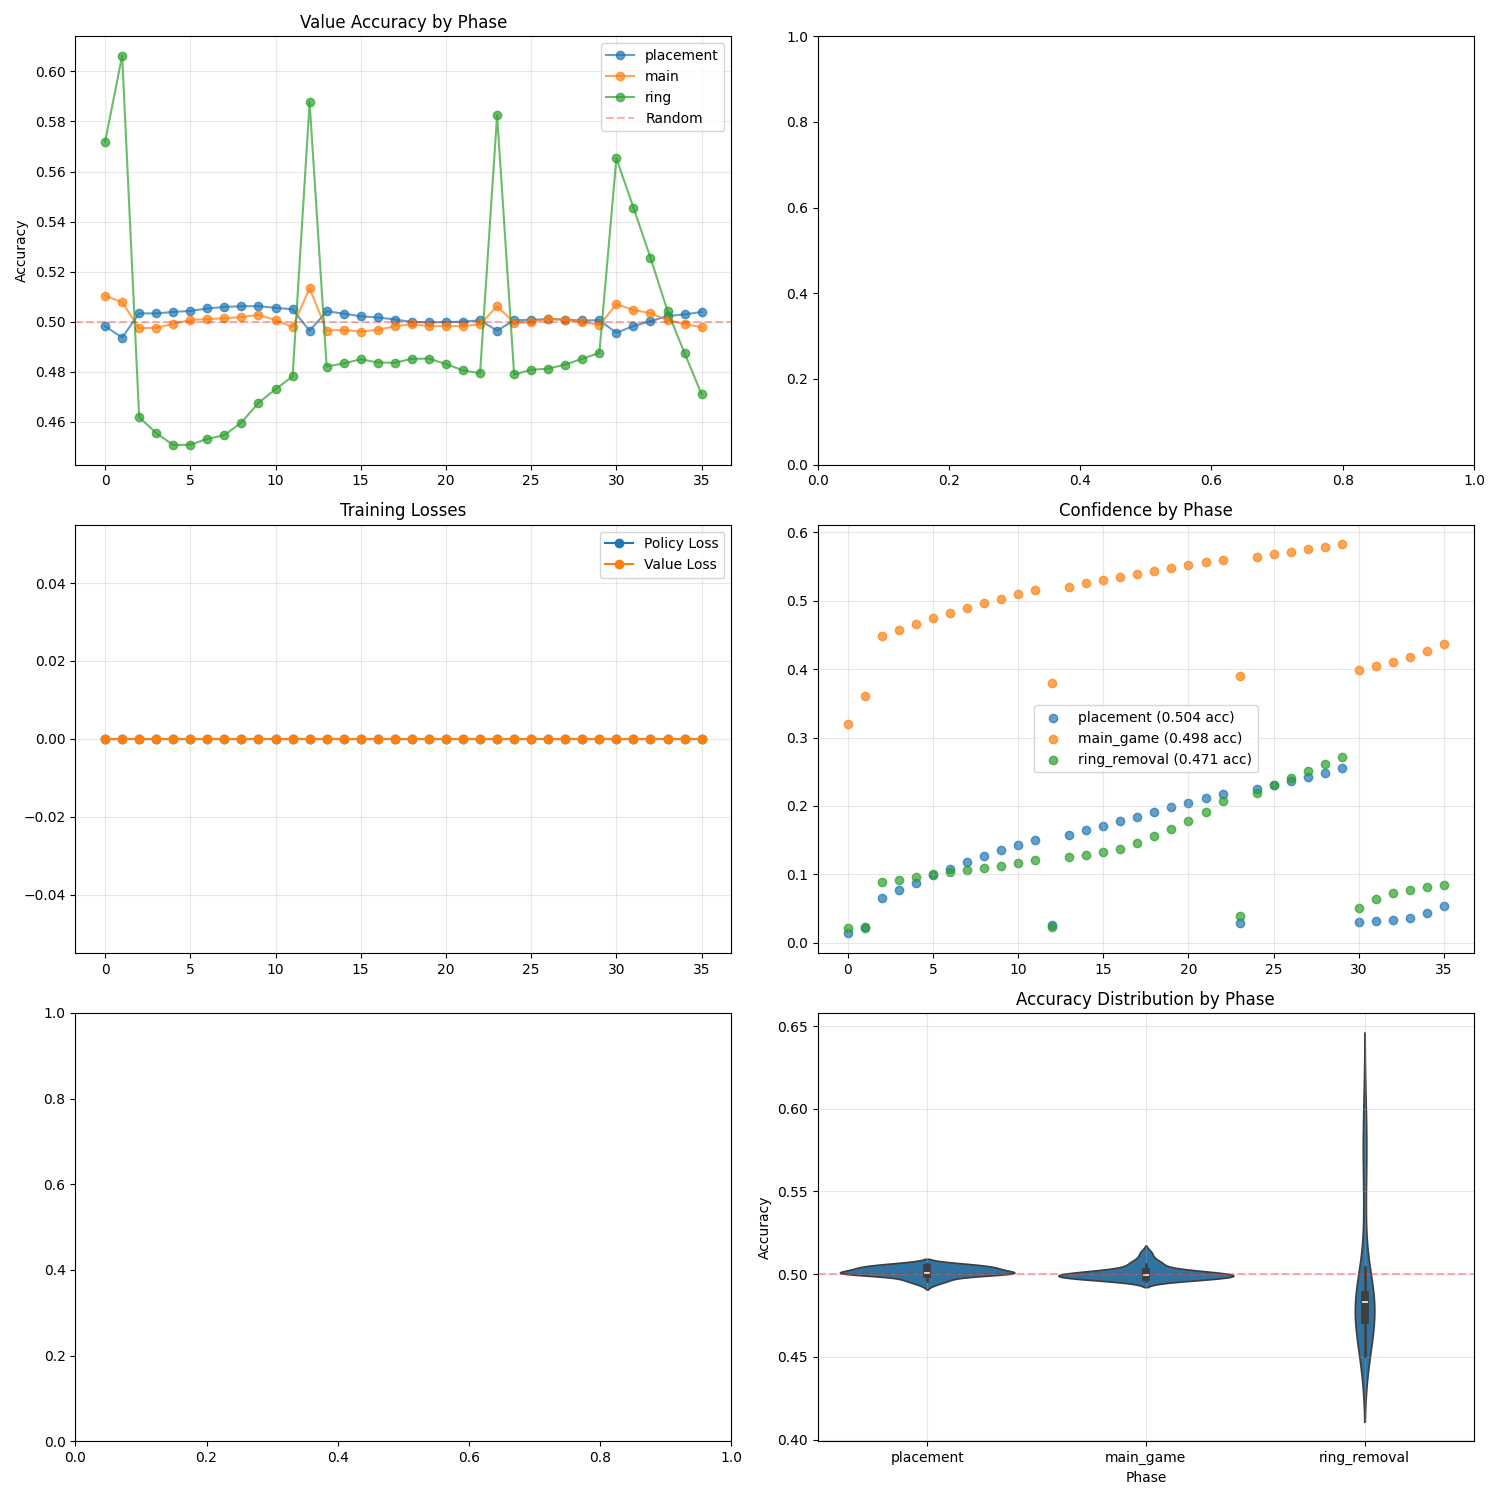 Value Accuracy by Phase
Accuracy
0.60
0.58
0.56
0.54
0.52
0.50
0.48
0.46
0 5 10 15 20 25 30 35
placement
main
ring
Random
1.0
0.8
0.6
0.4
0.2
0.0
0.0 0.2 0.4 0.6 0.8 1.0
Training Losses
0.04
0.02
0.00
−0.02
−0.04
0 5 10 15 20 25 30 35
Policy Loss
Value Loss
Confidence by Phase
0.6
0.5
0.4
0.3
0.2
0.1
0.0
0 5 10 15 20 25 30 35
placement (0.504 acc)
main_game (0.498 acc)
ring_removal (0.471 acc)
1.0
0.8
0.6
0.4
0.2
0.0
0.0 0.2 0.4 0.6 0.8 1.0
Accuracy Distribution by Phase
Accuracy
0.65
0.60
0.55
0.50
0.45
0.40
placement main_game ring_removal
Phase